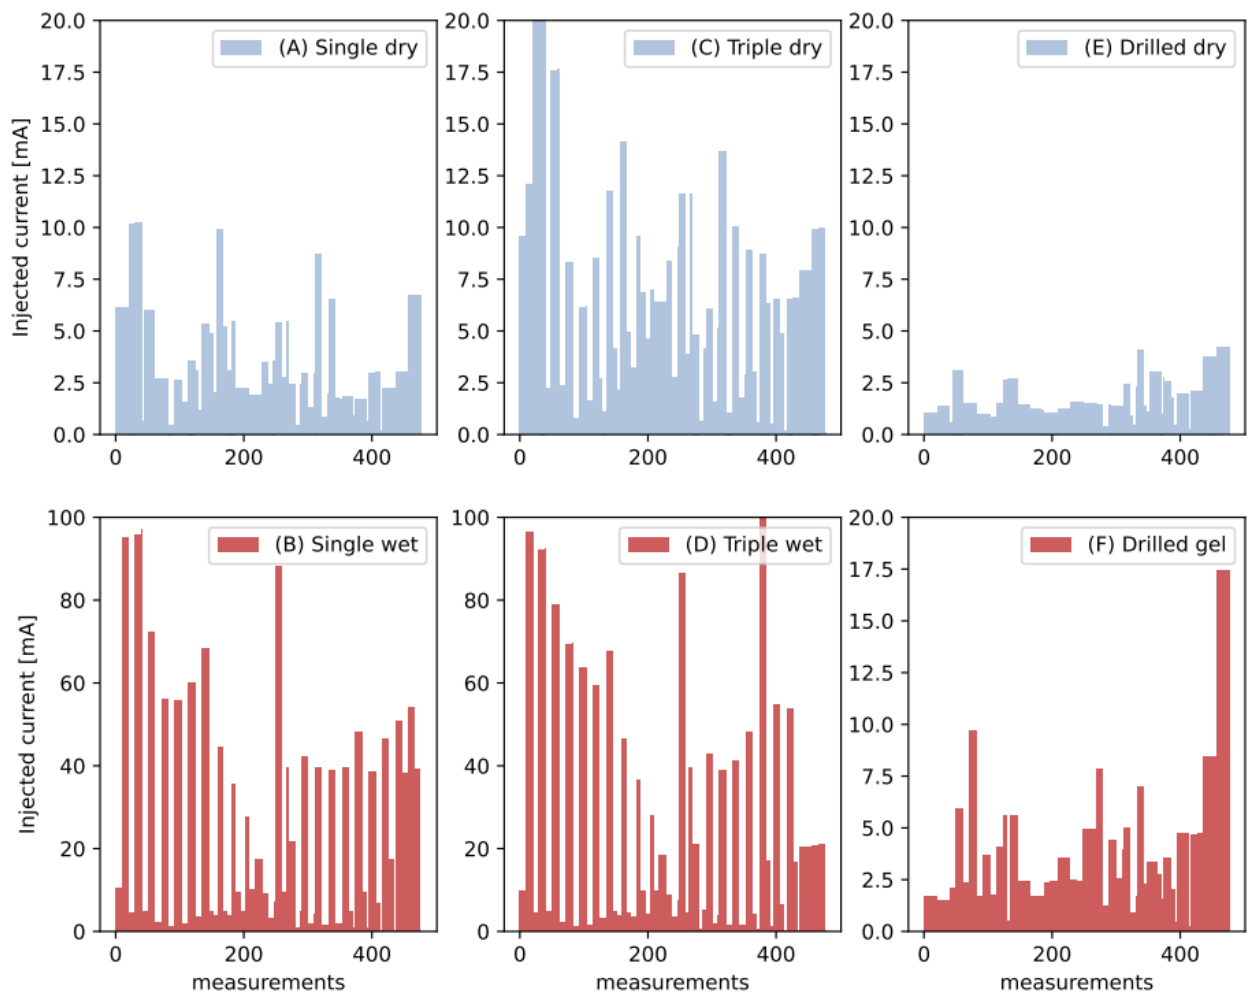 20.0
17.5
15.0
12.5
10.0
7.5
5.0
2.5
0.0
Injected current [mA]
(A) Single dry
0 200 400
20.0
17.5
15.0
12.5
10.0
7.5
5.0
2.5
0.0
(C) Triple dry
0 200 400
20.0
17.5
15.0
12.5
10.0
7.5
5.0
2.5
0.0
(E) Drilled dry
0 200 400
100
80
60
40
20
0
Injected current [mA]
(B) Single wet
0 200 400
measurements
100
80
60
40
20
0
(D) Triple wet
0 200 400
measurements
20.0
17.5
15.0
12.5
10.0
7.5
5.0
2.5
0.0
(F) Drilled gel
0 200 400
measurements